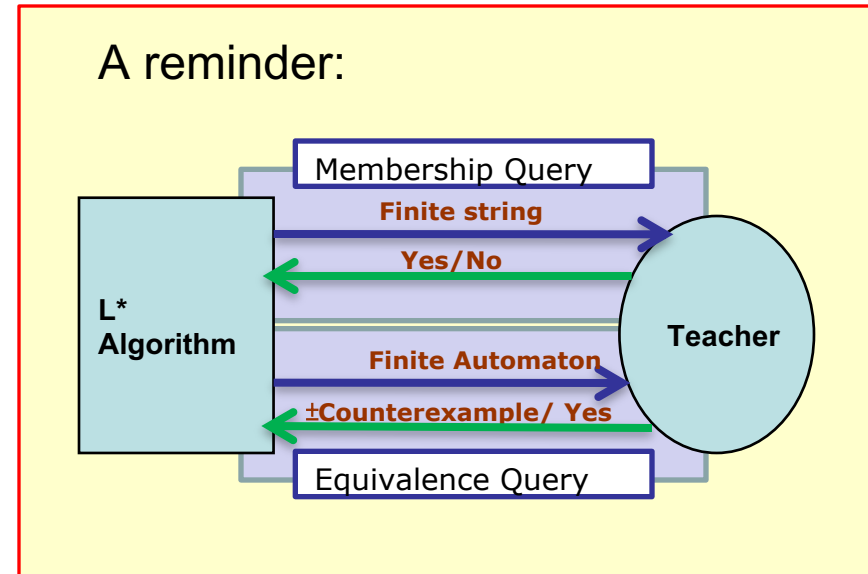 A reminder:
Membership Query
Finite string
Yes/No
L*
Algorithm
Teacher
Finite Automaton
±Counterexample/ Yes
Equivalence Query